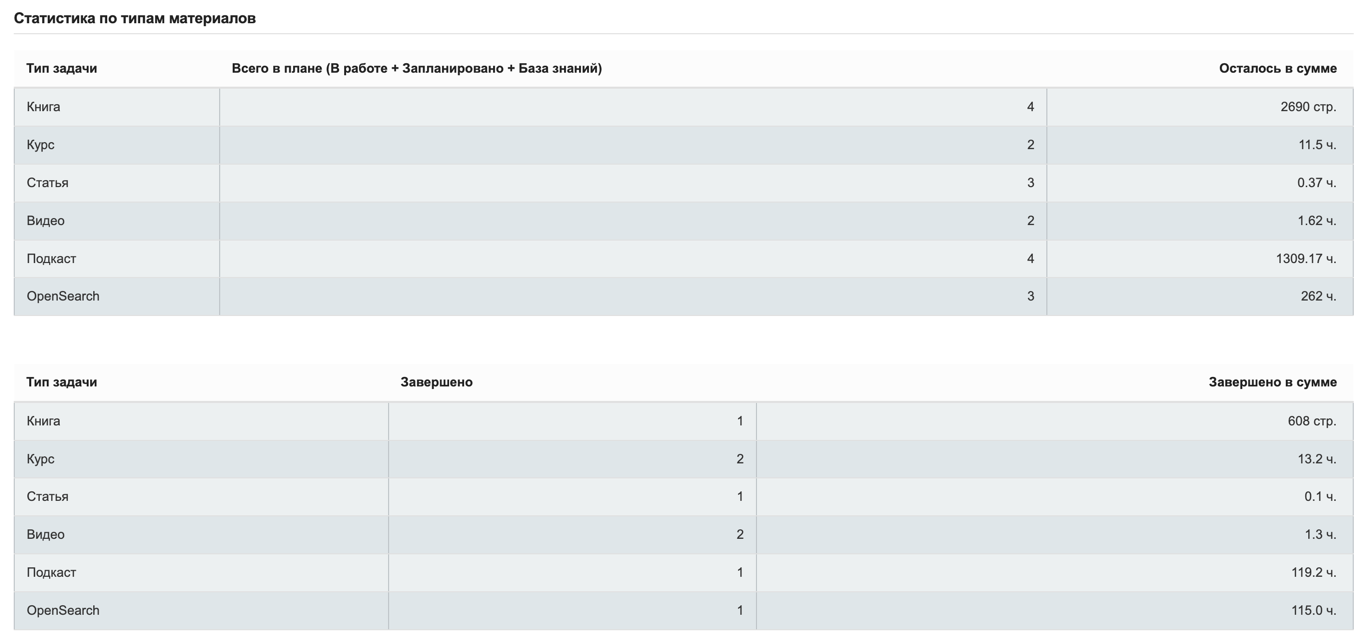 Статистика по типам материалов
Тип задачи Всего в плане (В работе + Запланировано + База знаний) Осталось в сумме
Книга 4 2690 стр.
Курс 2 11.5 ч.
Статья 3 0.37 ч.
Видео 2 1.62 ч.
Подкаст 4 1309.17 ч.
OpenSearch 3 262 ч.
Тип задачи Завершено Завершено в сумме
Книга 1 608 стр.
Курс 2 13.2 ч.
Статья 1 0.1 ч.
Видео 2 1.3 ч.
Подкаст 1 119.2 ч.
OpenSearch 1 115.0 ч.